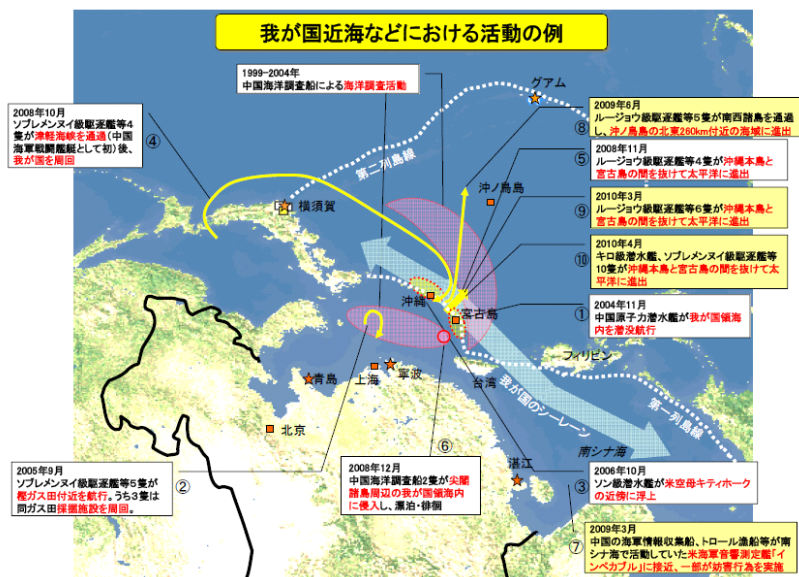 我が国近海などにおける活動の例
1999-2004年
中国海洋調査船による海洋調査活動
2008年10月
ソブレメンヌイ級駆逐艦等4
隻が津軽海峡を通過(中国
海軍戦闘艦艇として初)後、
我が国を周回
④
グアム
第二列島線
横須賀
沖ノ鳥島
沖縄
宮古島
⑧
2009年6月
ルージョウ級駆逐艦等5隻が南西諸島を通過
し、沖ノ鳥島の北東260km付近の海域に進出
⑤
2008年11月
ルージョウ級駆逐艦等4隻が沖縄本島と
宮古島の間を抜けて太平洋に進出
⑨
2010年3月
ルージョウ級駆逐艦等6隻が沖縄本島と
宮古島の間を抜けて太平洋に進出
⑩
2010年4月
キロ級潜水艦、ソブレメンヌイ級駆逐艦等
10隻が沖縄本島と宮古島の間を抜けて太
平洋に進出
①
2004年11月
中国原子力潜水艦が我が国領海
内を潜没航行
青島
上海
寧波
台湾
フィリピン
我が国のシーレーン
第一列島線
北京
南シナ海
湛江
2005年9月
ソブレメンヌイ級駆逐艦等5隻が
樫ガス田付近を航行。うち3隻は
同ガス田採掘施設を周回。
②
⑥
2008年12月
中国海洋調査船2隻が尖閣
諸島周辺の我が国領海内
に侵入し、漂泊・徘徊
③
2006年10月
ソン級潜水艦が米空母キティホーク
の近傍に浮上
⑦
2009年3月
中国の海軍情報収集船、トロール漁船等が南
シナ海で活動していた米海軍音響測定艦「イ
ンペカブル」に接近、一部が妨害行為を実施